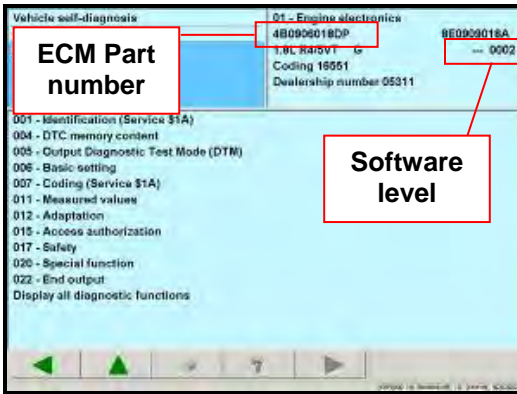 Vehicle self-diagnosis
01 - Engine electronics
4B0906018DP 8E0909018A
1.8L R4/5VT G --- 0002
Coding 16551
Dealership number 05311
ECM Part
number
Software
level
001 - Identification (Service $1A)
004 - DTC memory content
005 - Output Diagnostic Test Mode (DTM)
006 - Basic setting
007 - Coding (Service $1A)
011 - Measured values
012 - Adaptation
015 - Access authorization
017 - Safety
020 - Special function
022 - End output
Display all diagnostic functions
?